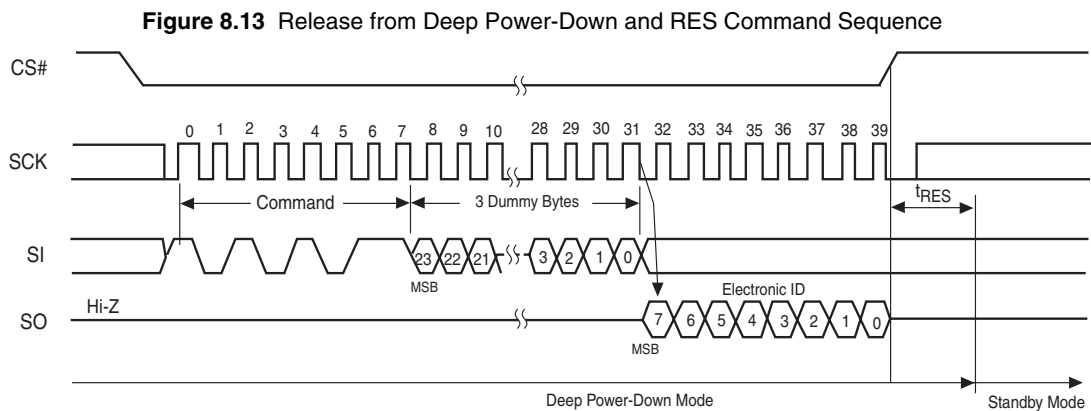 Figure 8.13 Release from Deep Power-Down and RES Command Sequence
CS#
0 1 2 3 4 5 6 7 8 9 10 28 29 30 31 32 33 34 35 36 37 38 39
SCK
tRES
Command 3 Dummy Bytes
SI
23 22 21 3 2 1 0
MSB
Electronic ID
Hi-Z
SO
7 6 5 4 3 2 1 0
MSB
Deep Power-Down Mode Standby Mode